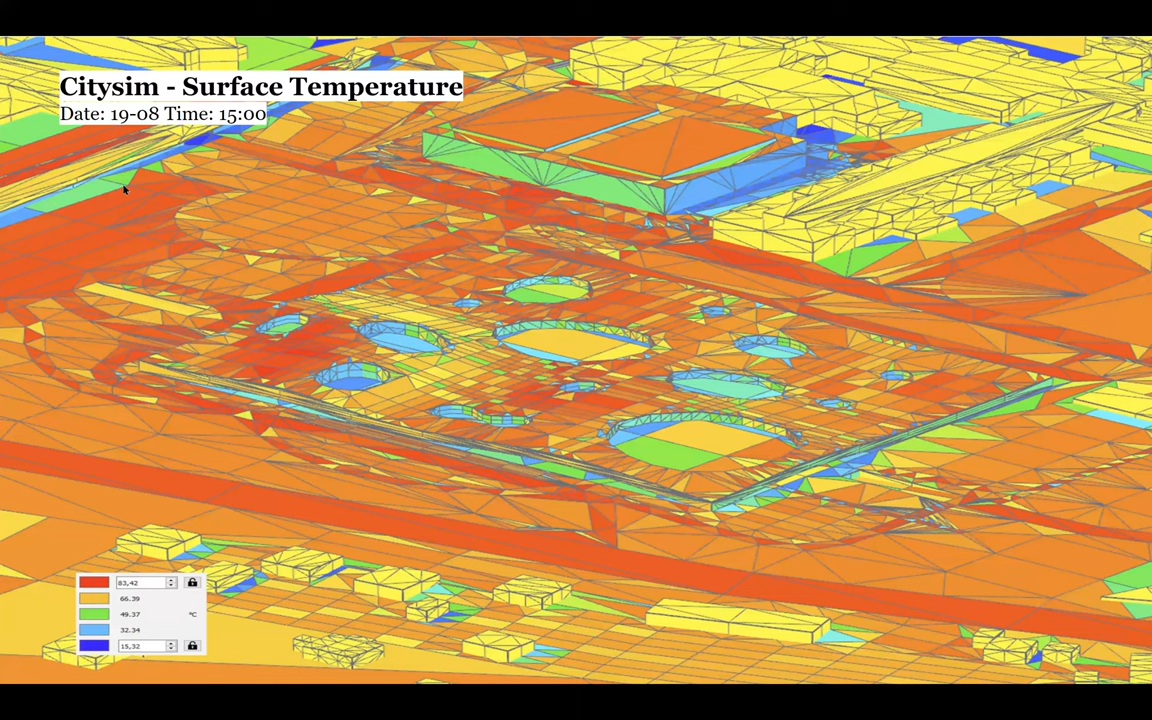 Citysim - Surface Temperature
Date: 19-08 Time: 15:00
83,42
66.39
49.37 °C
32.34
15,32